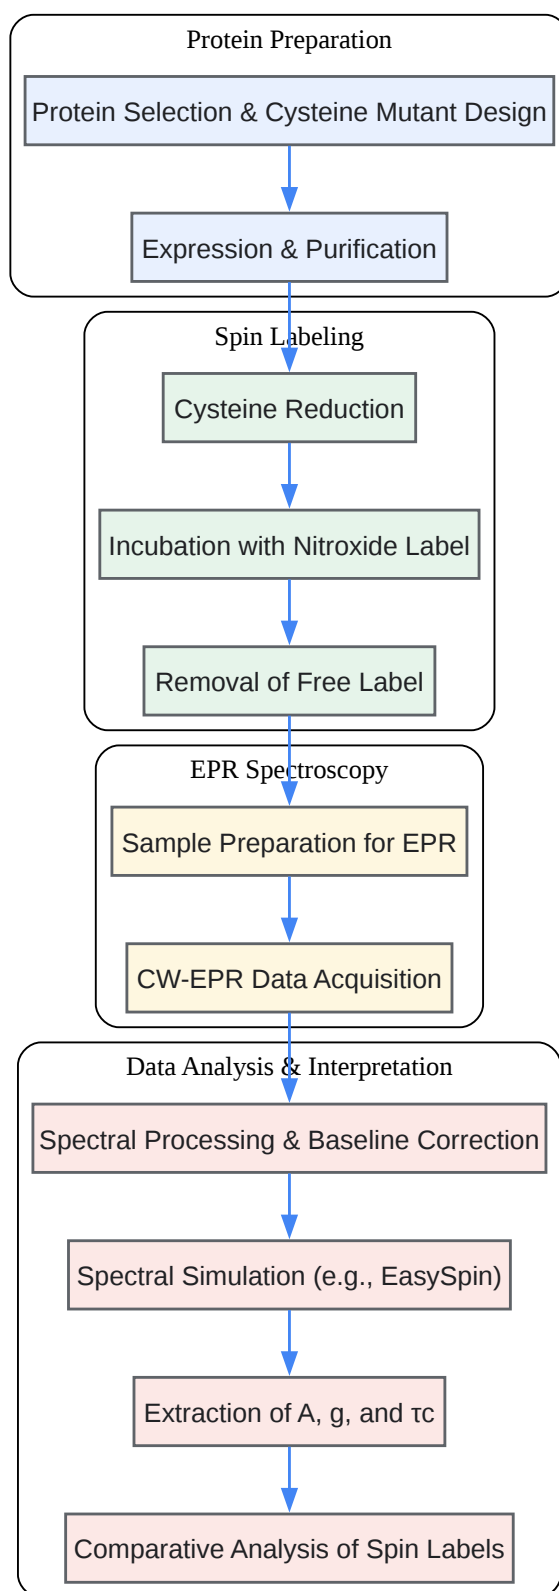 Protein Preparation
Protein Selection & Cysteine Mutant Design
Expression & Purification
Spin Labeling
Cysteine Reduction
Incubation with Nitroxide Label
Removal of Free Label
EPR Spectroscopy
Sample Preparation for EPR
CW-EPR Data Acquisition
Data Analysis & Interpretation
Spectral Processing & Baseline Correction
Spectral Simulation (e.g., EasySpin)
Extraction of A, g, and τc
Comparative Analysis of Spin Labels